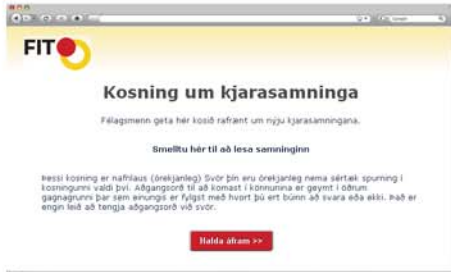 FIT
Kosning um kjarasamninga
Félagsmenn geta hér kosið rafrænt um nýju kjarasamningana.
Smelltu hér til að lesa samninginn
Þessi kosning er nafnlaus (órekjanleg) Svör þín eru órekjanleg nema sértæk spurning í
kosningunni valdi því. Aðgangsorð til að komast í könnunina er geymt í öðrum
gagnagrunni þar sem einungis er fylgst með hvort þú ert búinn að svara eða ekki. Það er
engin leið að tengja aðgangsorð við svör.
Halda áfram >>